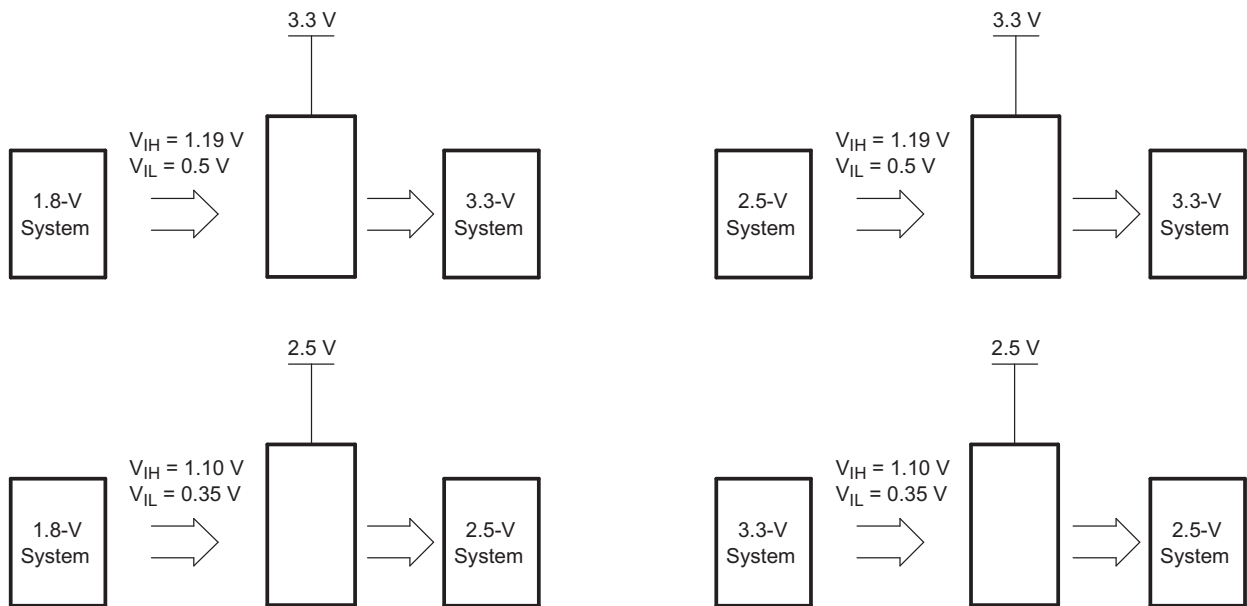 3.3 V
V_IH = 1.19 V
V_IL = 0.5 V
1.8-V
System
3.3-V
System
3.3 V
V_IH = 1.19 V
V_IL = 0.5 V
2.5-V
System
3.3-V
System
2.5 V
V_IH = 1.10 V
V_IL = 0.35 V
1.8-V
System
2.5-V
System
2.5 V
V_IH = 1.10 V
V_IL = 0.35 V
3.3-V
System
2.5-V
System